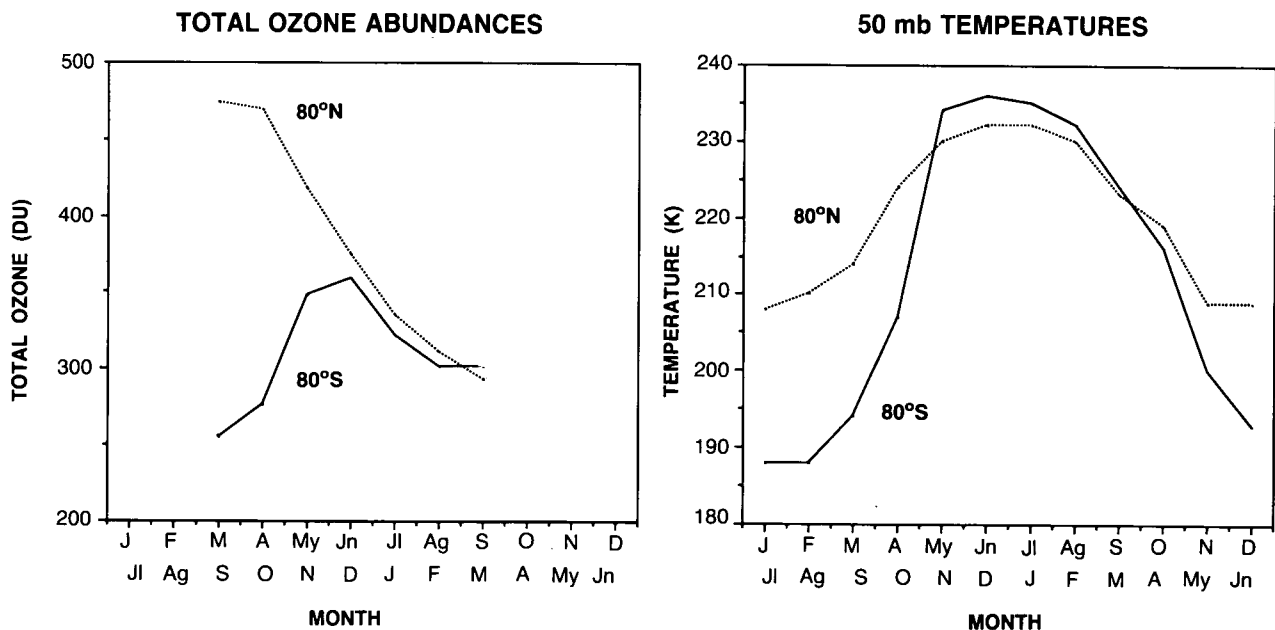 TOTAL OZONE ABUNDANCES
500
400
300
200
TOTAL OZONE (DU)
80°N
80°S
J F M A My Jn Jl Ag S O N D
Jl Ag S O N D J F M A My Jn
MONTH
50 mb TEMPERATURES
240
230
220
210
200
190
180
TEMPERATURE (K)
80°N
80°S
J F M A My Jn Jl Ag S O N D
Jl Ag S O N D J F M A My Jn
MONTH